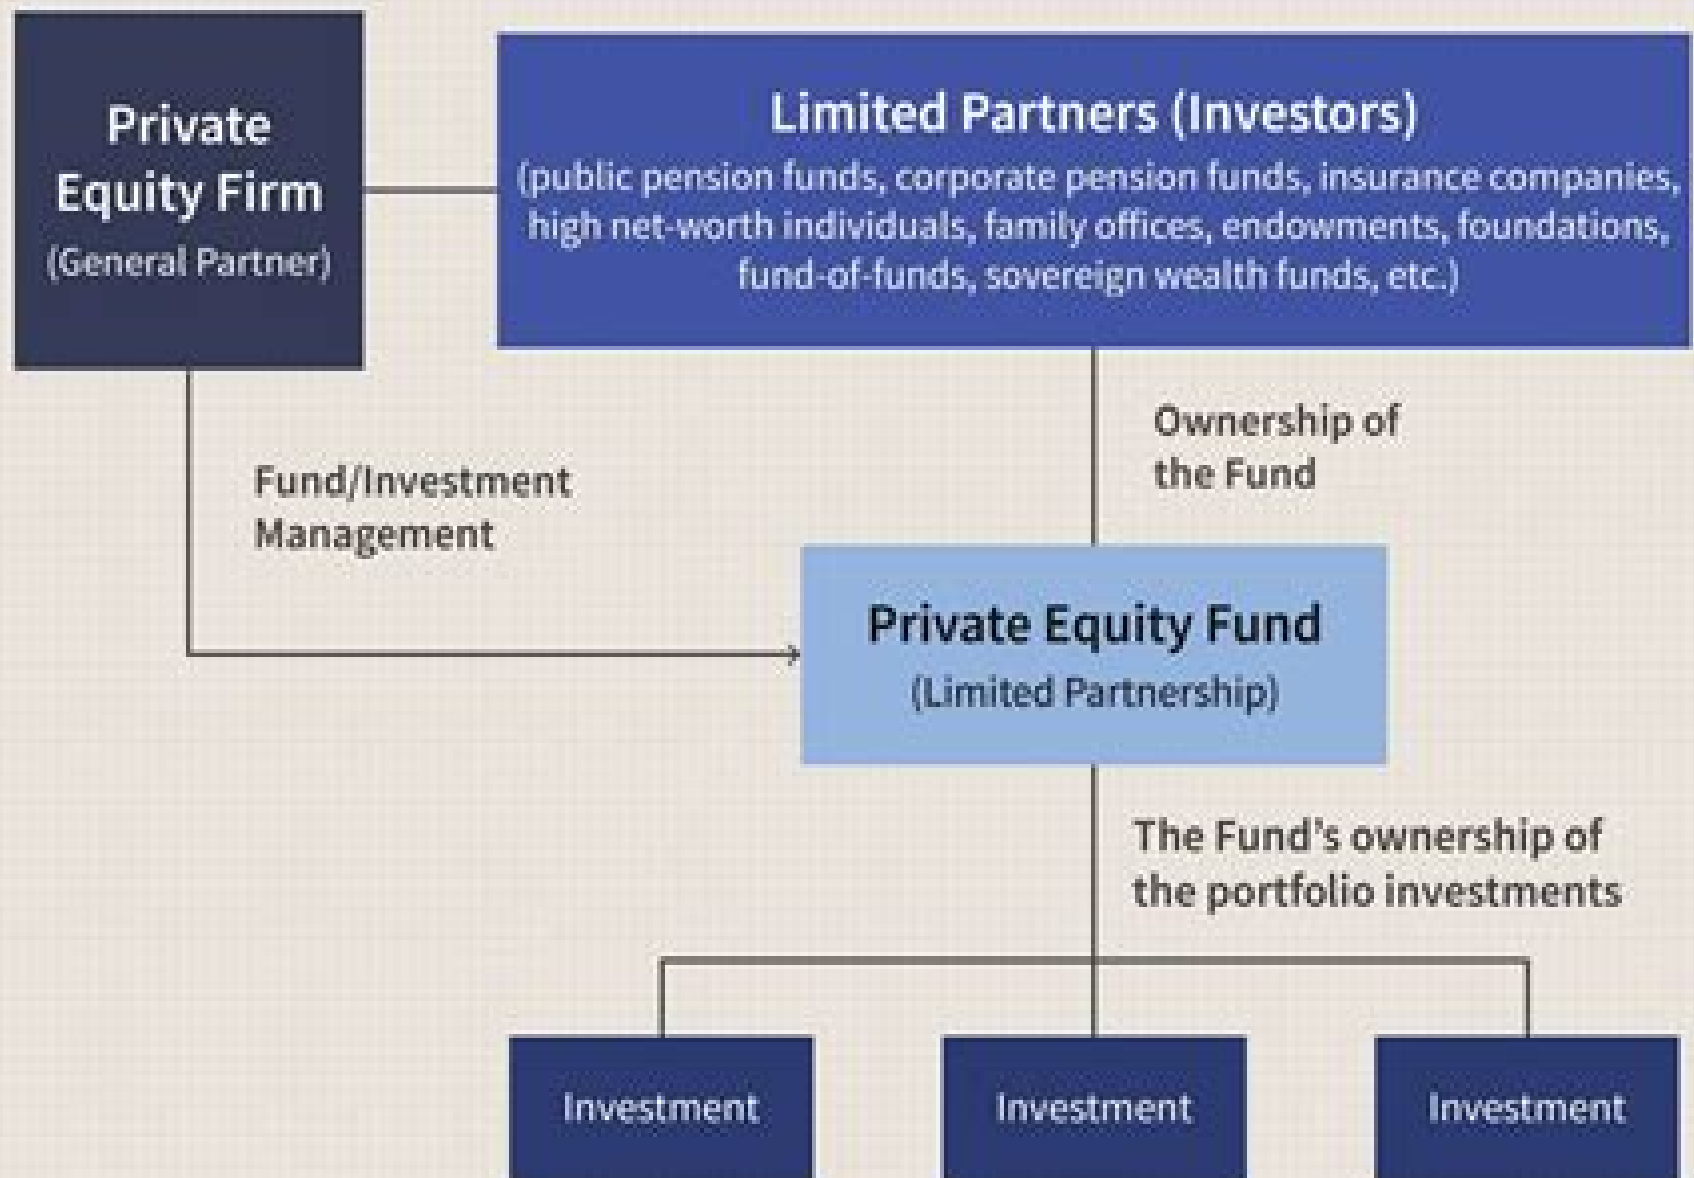 Private
Equity Firm
(General Partner)
Limited Partners (Investors)
(public pension funds, corporate pension funds, insurance companies,
high net-worth individuals, family offices, endowments, foundations,
fund-of-funds, sovereign wealth funds, etc.)
Fund/Investment
Management
Ownership of
the Fund
Private Equity Fund
(Limited Partnership)
The Fund’s ownership of
the portfolio investments
Investment
Investment
Investment